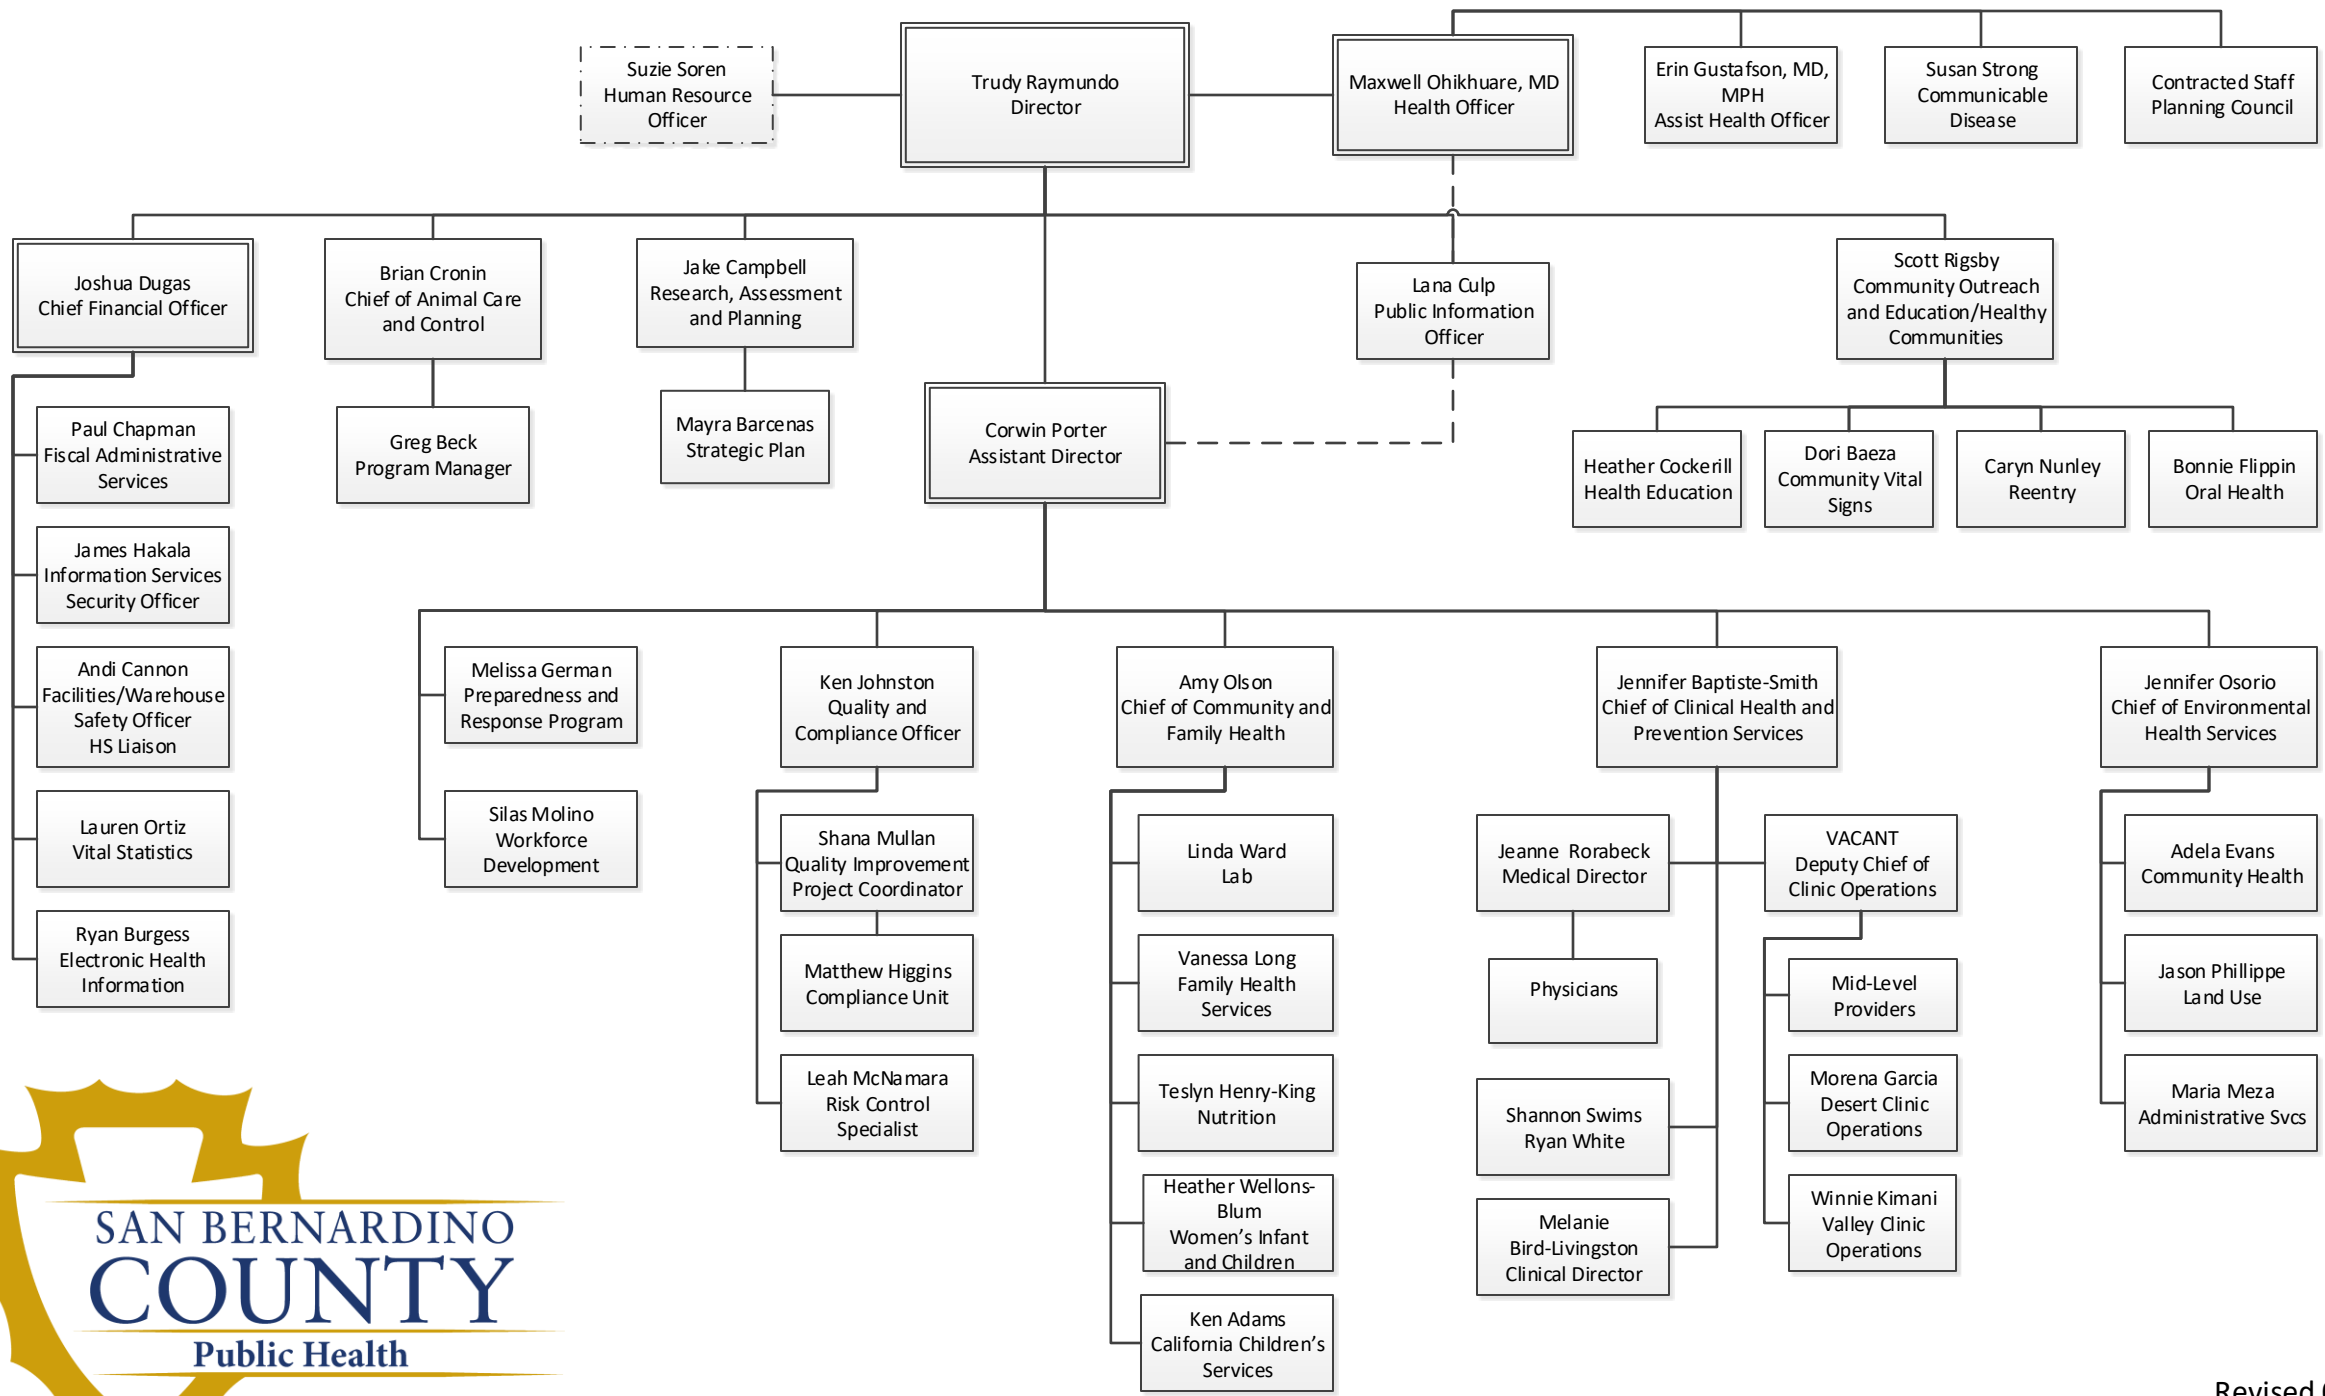 Suzie Soren
Human Resource
Officer
Trudy Raymundo
Director
Maxwell Ohikhuare, MD
Health Officer
Erin Gustafson, MD,
MPH
Assist Health Officer
Susan Strong
Communicable
Disease
Contracted Staff
Planning Council
Joshua Dugas
Chief Financial Officer
Brian Cronin
Chief of Animal Care
and Control
Jake Campbell
Research, Assessment
and Planning
Lana Culp
Public Information
Officer
Scott Rigsby
Community Outreach
and Education/Healthy
Communities
Paul Chapman
Fiscal Administrative
Services
Greg Beck
Program Manager
Mayra Barcenas
Strategic Plan
Corwin Porter
Assistant Director
Heather Cockerill
Health Education
Dori Baeza
Community Vital
Signs
Caryn Nunley
Reentry
Bonnie Flippin
Oral Health
James Hakala
Information Services
Security Officer
Andi Cannon
Facilities/Warehouse
Safety Officer
HS Liaison
Lauren Ortiz
Vital Statistics
Ryan Burgess
Electronic Health
Information
Melissa German
Preparedness and
Response Program
Silas Molino
Workforce
Development
Ken Johnston
Quality and
Compliance Officer
Shana Mullan
Quality Improvement
Project Coordinator
Matthew Higgins
Compliance Unit
Leah McNamara
Risk Control
Specialist
Amy Olson
Chief of Community and
Family Health
Linda Ward
Lab
Vanessa Long
Family Health
Services
Teslyn Henry-King
Nutrition
Heather Wellons-
Blum
Women’s Infant
and Children
Ken Adams
California Children’s
Services
Jennifer Baptiste-Smith
Chief of Clinical Health and
Prevention Services
Jeanne Rorabeck
Medical Director
Physicians
Shannon Swims
Ryan White
Melanie
Bird-Livingston
Clinical Director
VACANT
Deputy Chief of
Clinic Operations
Mid-Level
Providers
Morena Garcia
Desert Clinic
Operations
Winnie Kimani
Valley Clinic
Operations
Jennifer Osorio
Chief of Environmental
Health Services
Adela Evans
Community Health
Jason Phillippe
Land Use
Maria Meza
Administrative Svcs
SAN BERNARDINO
COUNTY
Public Health
Revised